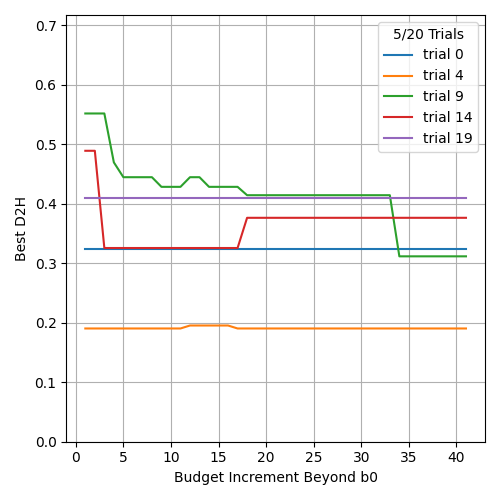 5/20 Trials
trial 0
trial 4
trial 9
trial 14
trial 19
Best D2H
0.7
0.6
0.5
0.4
0.3
0.2
0.1
0.0
0 5 10 15 20 25 30 35 40
Budget Increment Beyond b0